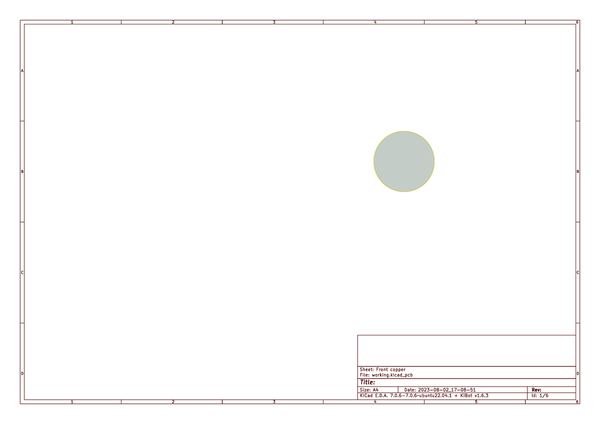 1 2 3 4 5 6
A A
B B
C C
Sheet: Front copper
File: working.kicad_pcb
D D
Title:
Size: A4 Date: 2023-08-02_17-08-51 Rev:
KiCad E.D.A. 7.0.6-7.0.6~ubuntu22.04.1 + KiBot v1.6.3 Id: 1/6
1 2 3 4 5 6